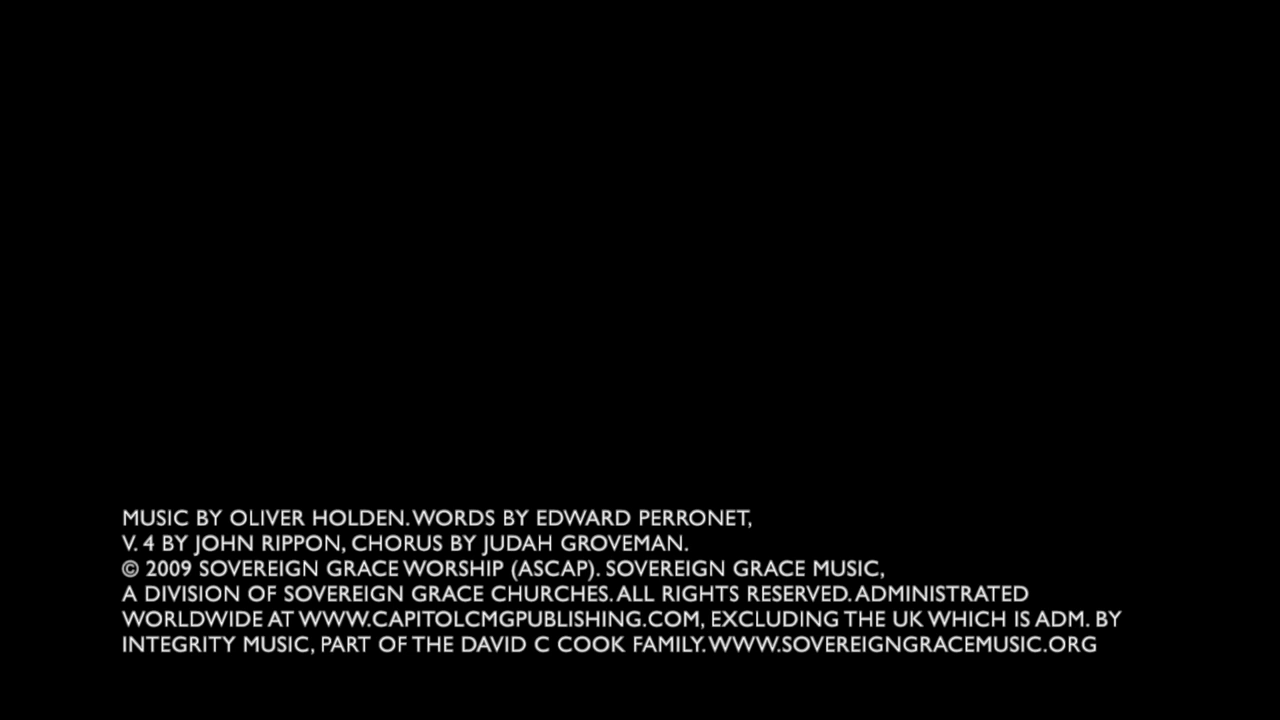 MUSIC BY OLIVER HOLDEN. WORDS BY EDWARD PERRONET,
V. 4 BY JOHN RIPPON, CHORUS BY JUDAH GROVEMAN.
© 2009 SOVEREIGN GRACE WORSHIP (ASCAP). SOVEREIGN GRACE MUSIC,
A DIVISION OF SOVEREIGN GRACE CHURCHES. ALL RIGHTS RESERVED. ADMINISTRATED
WORLDWIDE AT WWW.CAPITOLCMGPUBLISHING.COM, EXCLUDING THE UK WHICH IS ADM. BY
INTEGRITY MUSIC, PART OF THE DAVID C COOK FAMILY. WWW.SOVEREIGNGRACEMUSIC.ORG